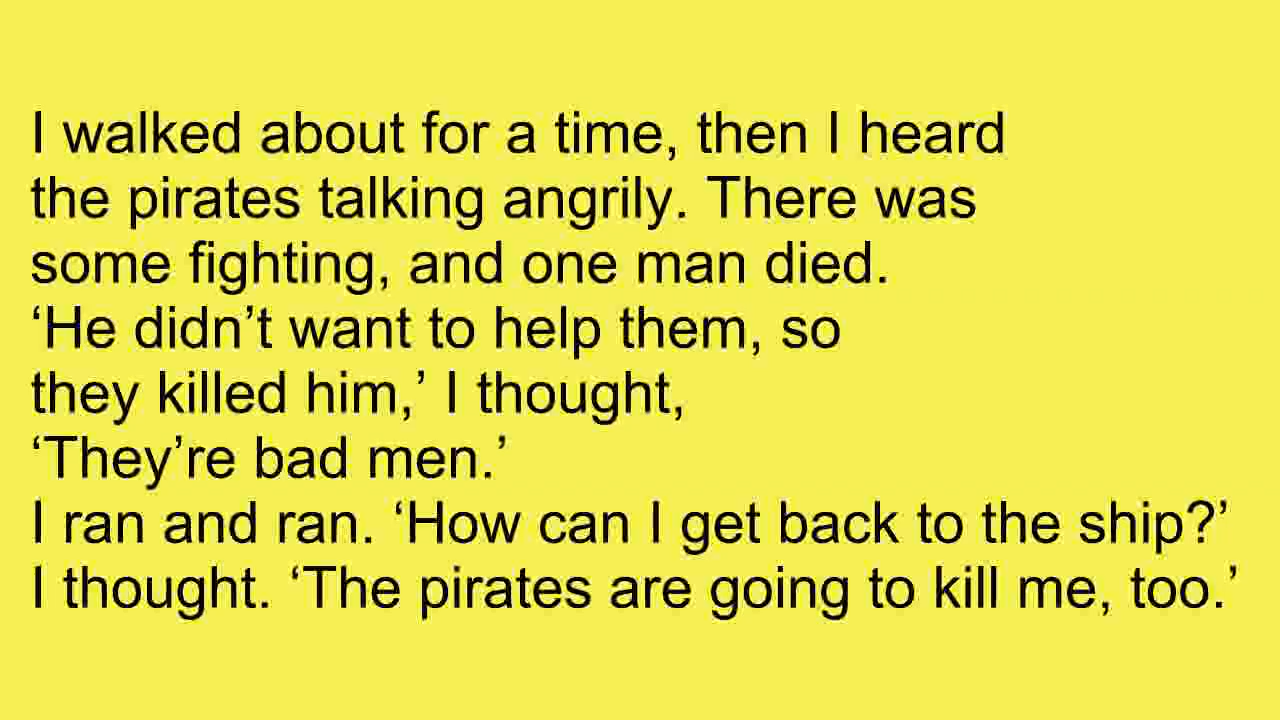 I walked about for a time, then I heard
the pirates talking angrily. There was
some fighting, and one man died.
‘He didn’t want to help them, so
they killed him,’ I thought,
‘They’re bad men.’
I ran and ran. ‘How can I get back to the ship?’
I thought. ‘The pirates are going to kill me, too.’